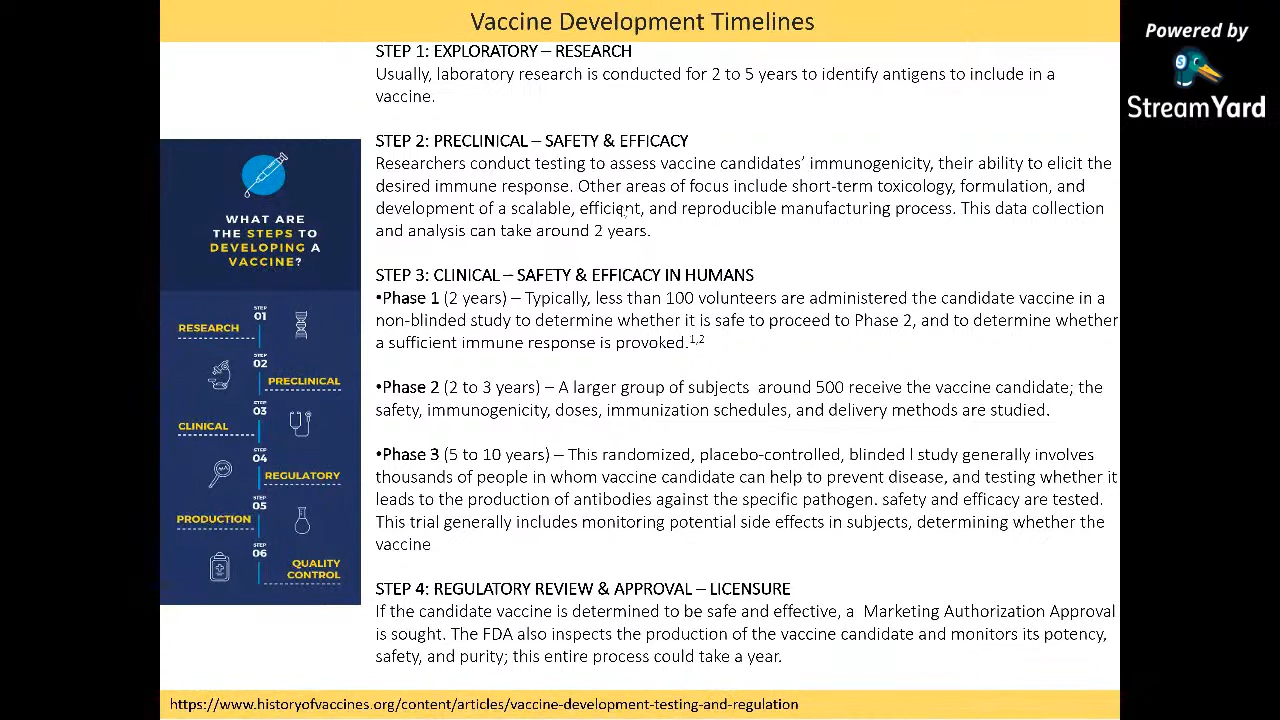 Vaccine Development Timelines
Powered by
StreamYard
STEP 1: EXPLORATORY – RESEARCH
Usually, laboratory research is conducted for 2 to 5 years to identify antigens to include in a
vaccine.
STEP 2: PRECLINICAL – SAFETY & EFFICACY
Researchers conduct testing to assess vaccine candidates’ immunogenicity, their ability to elicit the
desired immune response. Other areas of focus include short-term toxicology, formulation, and
development of a scalable, efficient, and reproducible manufacturing process. This data collection
and analysis can take around 2 years.
STEP 3: CLINICAL – SAFETY & EFFICACY IN HUMANS
•Phase 1 (2 years) – Typically, less than 100 volunteers are administered the candidate vaccine in a
non-blinded study to determine whether it is safe to proceed to Phase 2, and to determine whether
a sufficient immune response is provoked.1,2
•Phase 2 (2 to 3 years) – A larger group of subjects around 500 receive the vaccine candidate; the
safety, immunogenicity, doses, immunization schedules, and delivery methods are studied.
•Phase 3 (5 to 10 years) – This randomized, placebo-controlled, blinded I study generally involves
thousands of people in whom vaccine candidate can help to prevent disease, and testing whether it
leads to the production of antibodies against the specific pathogen. safety and efficacy are tested.
This trial generally includes monitoring potential side effects in subjects, determining whether the
vaccine
STEP 4: REGULATORY REVIEW & APPROVAL – LICENSURE
If the candidate vaccine is determined to be safe and effective, a Marketing Authorization Approval
is sought. The FDA also inspects the production of the vaccine candidate and monitors its potency,
safety, and purity; this entire process could take a year.
WHAT ARE
THE STEPS TO
DEVELOPING A
VACCINE?
STEP
01
RESEARCH
STEP
02
PRECLINICAL
STEP
03
CLINICAL
STEP
04
REGULATORY
STEP
05
PRODUCTION
STEP
06
QUALITY
CONTROL
https://www.historyofvaccines.org/content/articles/vaccine-development-testing-and-regulation